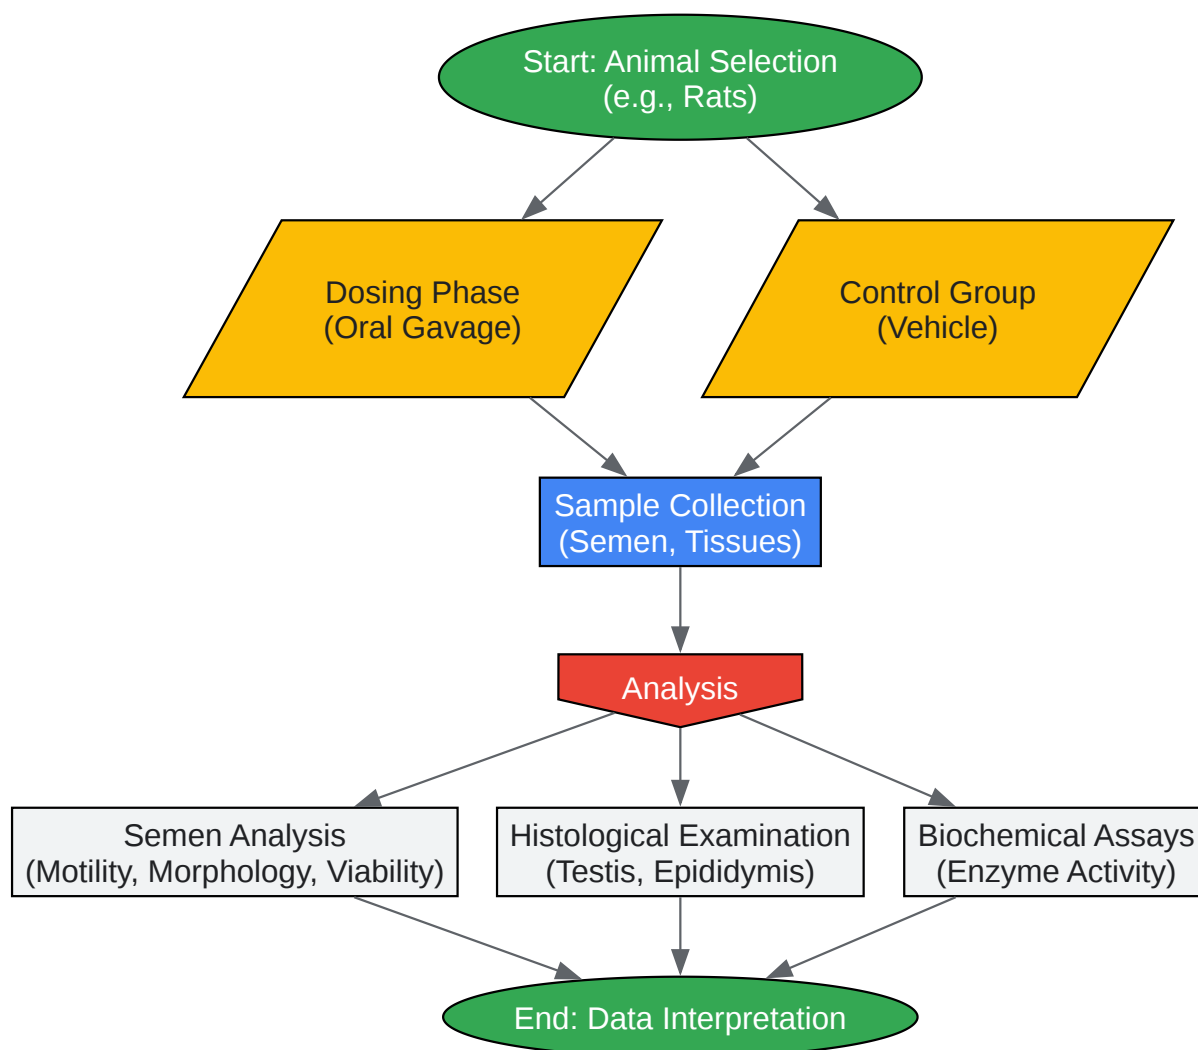 Start: Animal Selection
(e.g., Rats)
Dosing Phase
(Oral Gavage)
Control Group
(Vehicle)
Sample Collection
(Semen, Tissues)
Analysis
Semen Analysis
(Motility, Morphology, Viability)
Histological Examination
(Testis, Epididymis)
Biochemical Assays
(Enzyme Activity)
End: Data Interpretation